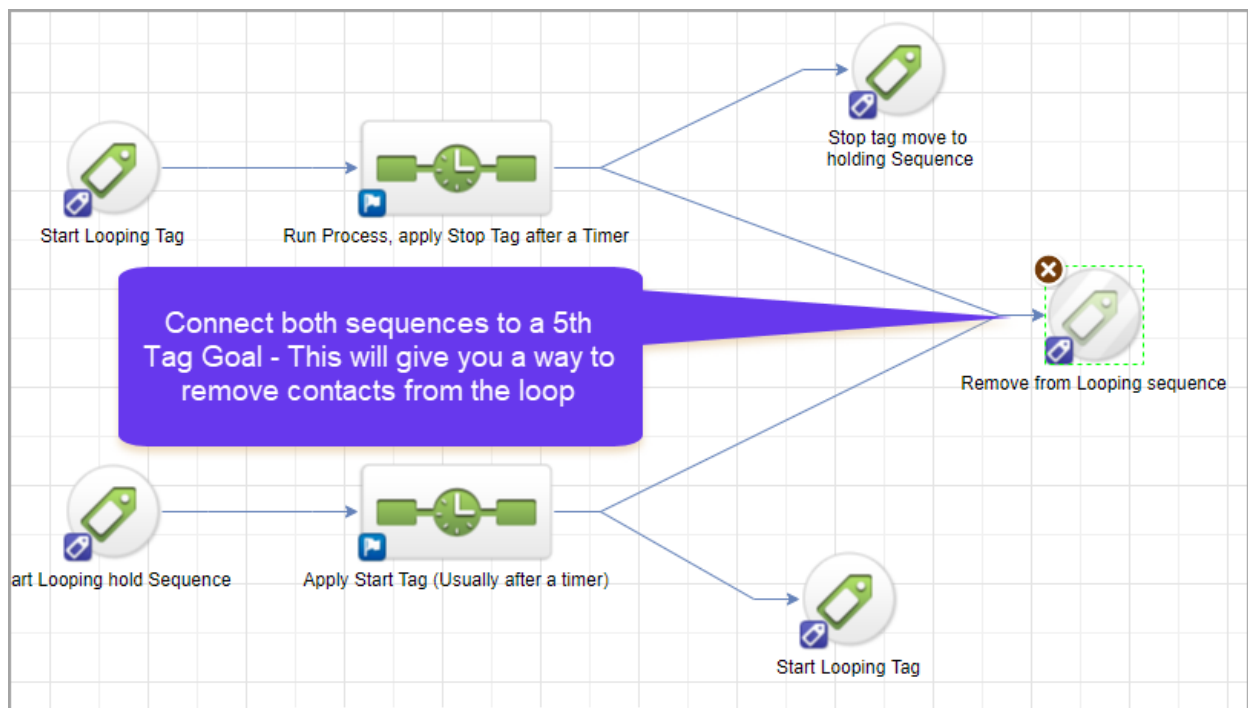 Stop tag move to
holding Sequence
Start Looping Tag
Run Process, apply Stop Tag after a Timer
Connect both sequences to a 5th
Tag Goal - This will give you a way to
remove contacts from the loop
Remove from Looping sequence
art Looping hold Sequence
Apply Start Tag (Usually after a timer)
Start Looping Tag